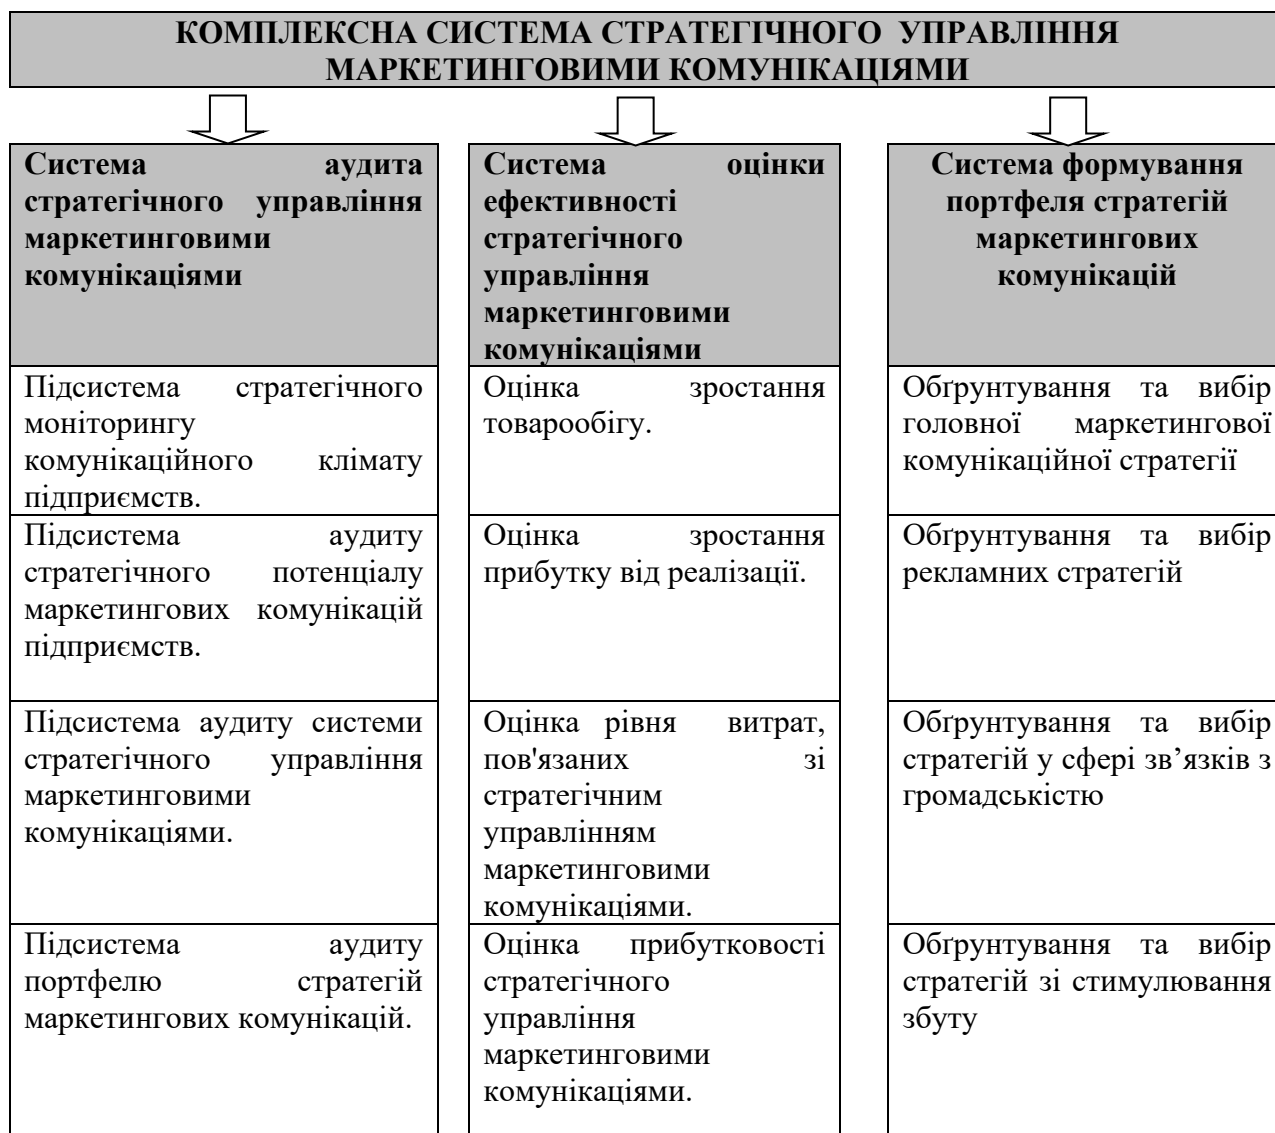 КОМПЛЕКСНА СИСТЕМА СТРАТЕГІЧНОГО УПРАВЛІННЯ
МАРКЕТИНГОВИМИ КОМУНІКАЦІЯМИ
Система аудита
стратегічного управління
маркетинговими
комунікаціями
Підсистема стратегічного
моніторингу
комунікаційного клімату
підприємств.
Підсистема аудиту
стратегічного потенціалу
маркетингових комунікацій
підприємств.
Підсистема аудиту системи
стратегічного управління
маркетинговими
комунікаціями.
Підсистема аудиту
портфелю стратегій
маркетингових комунікацій.
Система оцінки
ефективності
стратегічного
управління
маркетинговими
комунікаціями
Оцінка зростання
товарообігу.
Оцінка зростання
прибутку від реалізації.
Оцінка рівня витрат,
пов'язаних зі
стратегічним
управлінням
маркетинговими
комунікаціями.
Оцінка прибутковості
стратегічного
управління
маркетинговими
комунікаціями.
Система формування
портфеля стратегій
маркетингових
комунікацій
Обґрунтування та вибір
головної маркетингової
комунікаційної стратегії
Обґрунтування та вибір
рекламних стратегій
Обґрунтування та вибір
стратегій у сфері зв’язків з
громадськістю
Обґрунтування та вибір
стратегій зі стимулювання
збуту